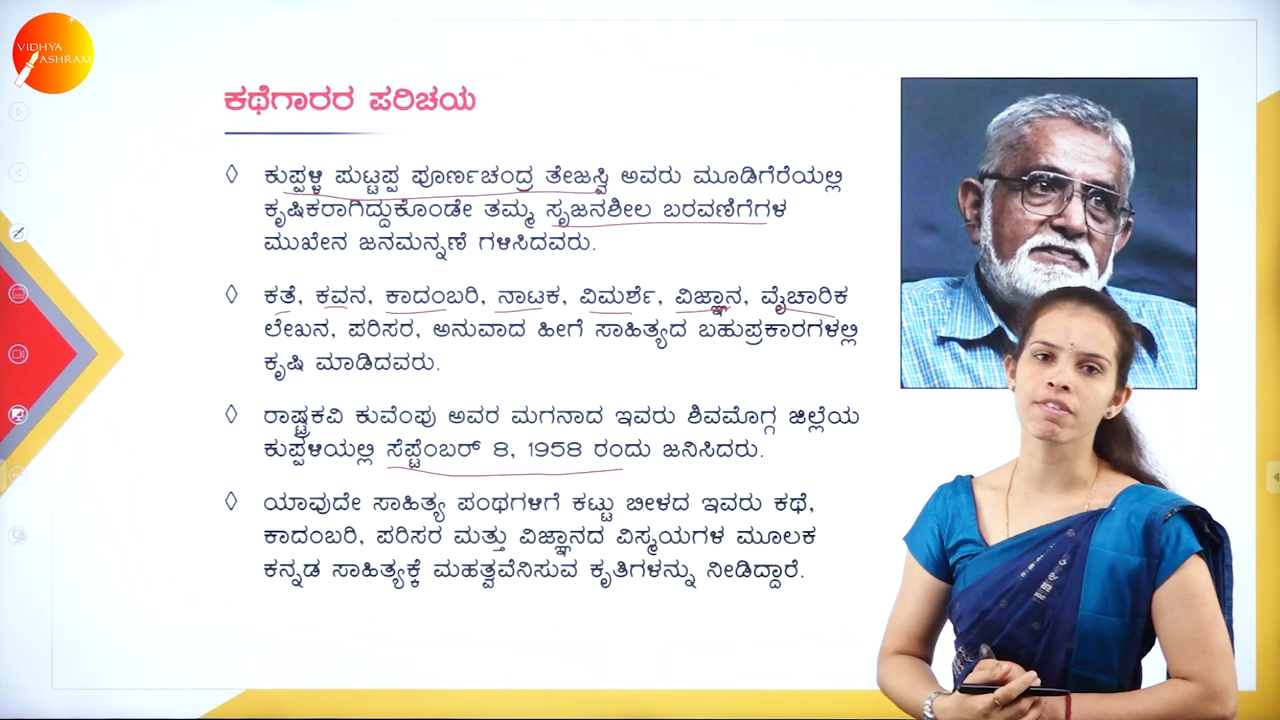 VIDHYA
ASHRAM
ಕಥೆಗಾರರ ಪರಿಚಯ
ಕುಪ್ಪಳ್ಳಿ ಪುಟ್ಟಪ್ಪ ಪೂರ್ಣಚಂದ್ರ ತೇಜಸ್ವಿ ಅವರು ಮೂಡಿಗೆರೆಯಲ್ಲಿ
ಕೃಷಿಕರಾಗಿದ್ದುಕೊಂಡೇ ತಮ್ಮ ಸೃಜನಶೀಲ ಬರವಣಿಗೆಗಳ
ಮುಖೇನ ಜನಮನ್ನಣೆ ಗಳಿಸಿದವರು.
ಕತೆ, ಕವನ, ಕಾದಂಬರಿ, ನಾಟಕ, ವಿಮರ್ಶೆ, ವಿಜ್ಞಾನ, ವೈಚಾರಿಕ
ಲೇಖನ, ಪರಿಸರ, ಅನುವಾದ ಹೀಗೆ ಸಾಹಿತ್ಯದ ಬಹುಪ್ರಕಾರಗಳಲ್ಲಿ
ಕೃಷಿ ಮಾಡಿದವರು.
ರಾಷ್ಟ್ರಕವಿ ಕುವೆಂಫು ಅವರ ಮಗನಾದ ಇವರು ಶಿವಮೊಗ್ಗ ಜಿಲ್ಲೆಯ
ಕುಪ್ಪಳಿಯಲ್ಲಿ ಸೆಪ್ಟೆಂಬರ್ 8, 1958 ರಂದು ಜನಿಸಿದರು.
ಯಾವುದೇ ಸಾಹಿತ್ಯ ಪಂಥಗಳಿಗೆ ಕಟ್ಟು ಬೀಳದ ಇವರು ಕಥೆ,
ಕಾದಂಬರಿ, ಪರಿಸರ ಮತ್ತು ವಿಜ್ಞಾನದ ವಿಸ್ಮಯಗಳ ಮೂಲಕ
ಕನ್ನಡ ಸಾಹಿತ್ಯಕ್ಕೆ ಮಹತ್ವವೆನಿಸುವ ಕೃತಿಗಳನ್ನು ನೀಡಿದ್ದಾರೆ.